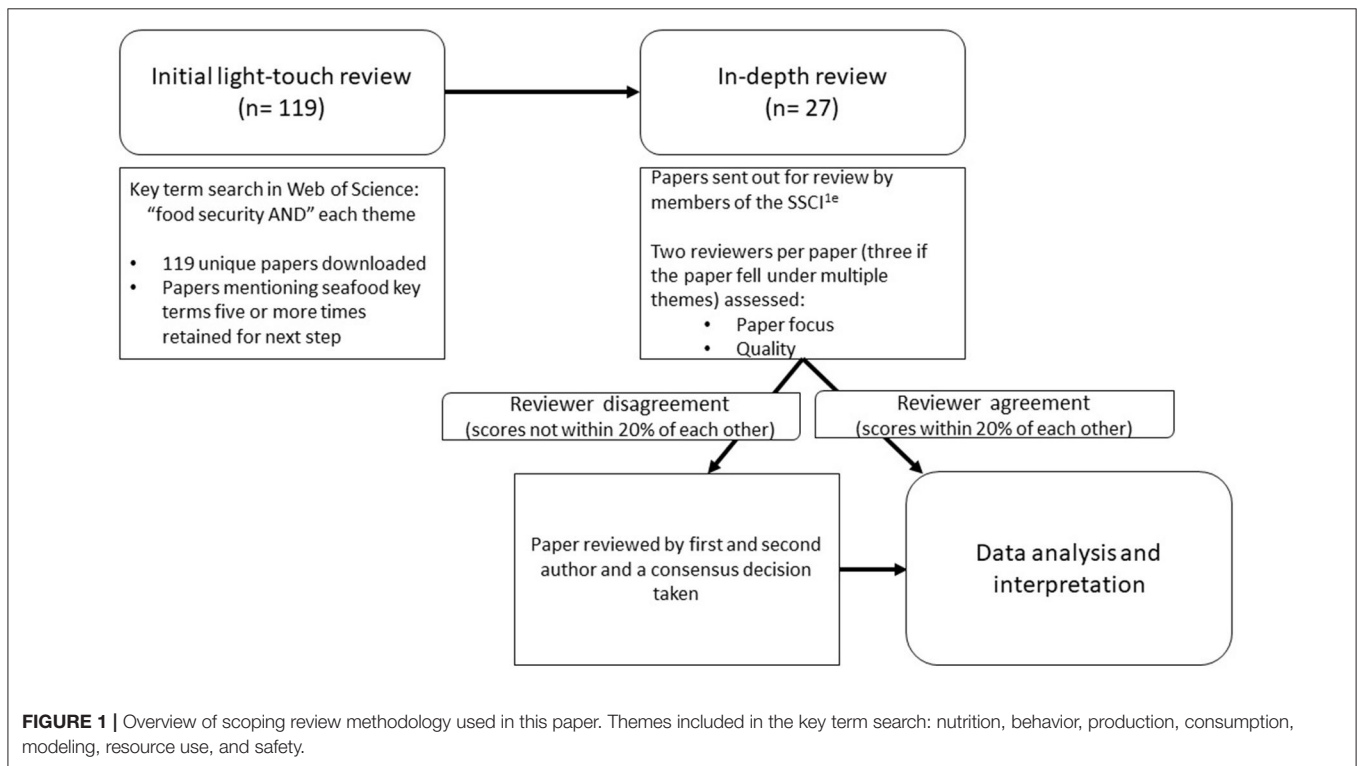 Initial light-touch review
(n= 119)
In-depth review
(n= 27)
Key term search in Web of Science:
“food security AND” each theme
• 119 unique papers downloaded
• Papers mentioning seafood key
terms five or more times
retained for next step
Papers sent out for review by
members of the SSCI1e
Two reviewers per paper (three if
the paper fell under multiple
themes) assessed:
• Paper focus
• Quality
Reviewer disagreement
(scores not within 20% of each other)
Reviewer agreement
(scores within 20% of each other)
Paper reviewed by first and second
author and a consensus decision
taken
Data analysis and
interpretation
FIGURE 1 | Overview of scoping review methodology used in this paper. Themes included in the key term search: nutrition, behavior, production, consumption,
modeling, resource use, and safety.